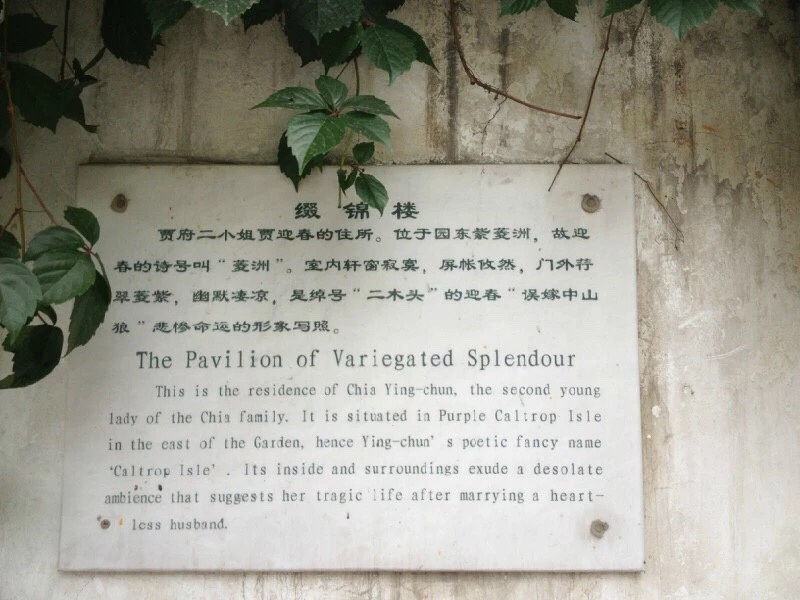 缀锦楼
贾府二小姐贾迎春的住所。位于园东紫菱洲，故迎
春的诗号叫“菱洲”。室内轩窗寂寞，屏帐攸然，门外荇
翠菱紫，幽默凄凉，是绰号“二木头”的迎春“误嫁中山
狼”悲惨命运的形象写照。
The Pavilion of Variegated Splendour
This is the residence of Chia Ying-chun, the second young
lady of the Chia family. It is situated in Purple Caltrop Isle
in the east of the Garden, hence Ying-chun's poetic fancy name
'Caltrop Isle'. Its inside and surroundings exude a desolate
ambience that suggests her tragic life after marrying a heart-
less husband.